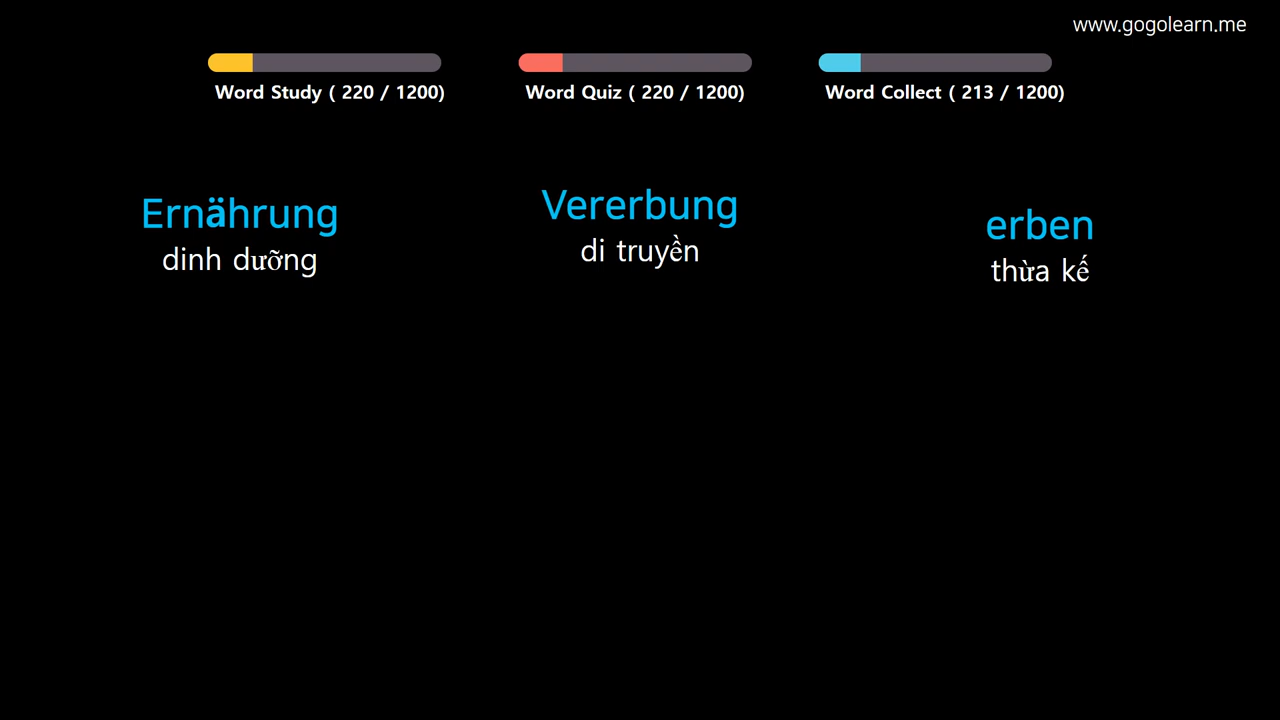 www.gogolearn.me
Word Study ( 220 / 1200)
Word Quiz ( 220 / 1200)
Word Collect ( 213 / 1200)
Ernährung
dinh dưỡng
Vererbung
di truyền
erben
thừa kế